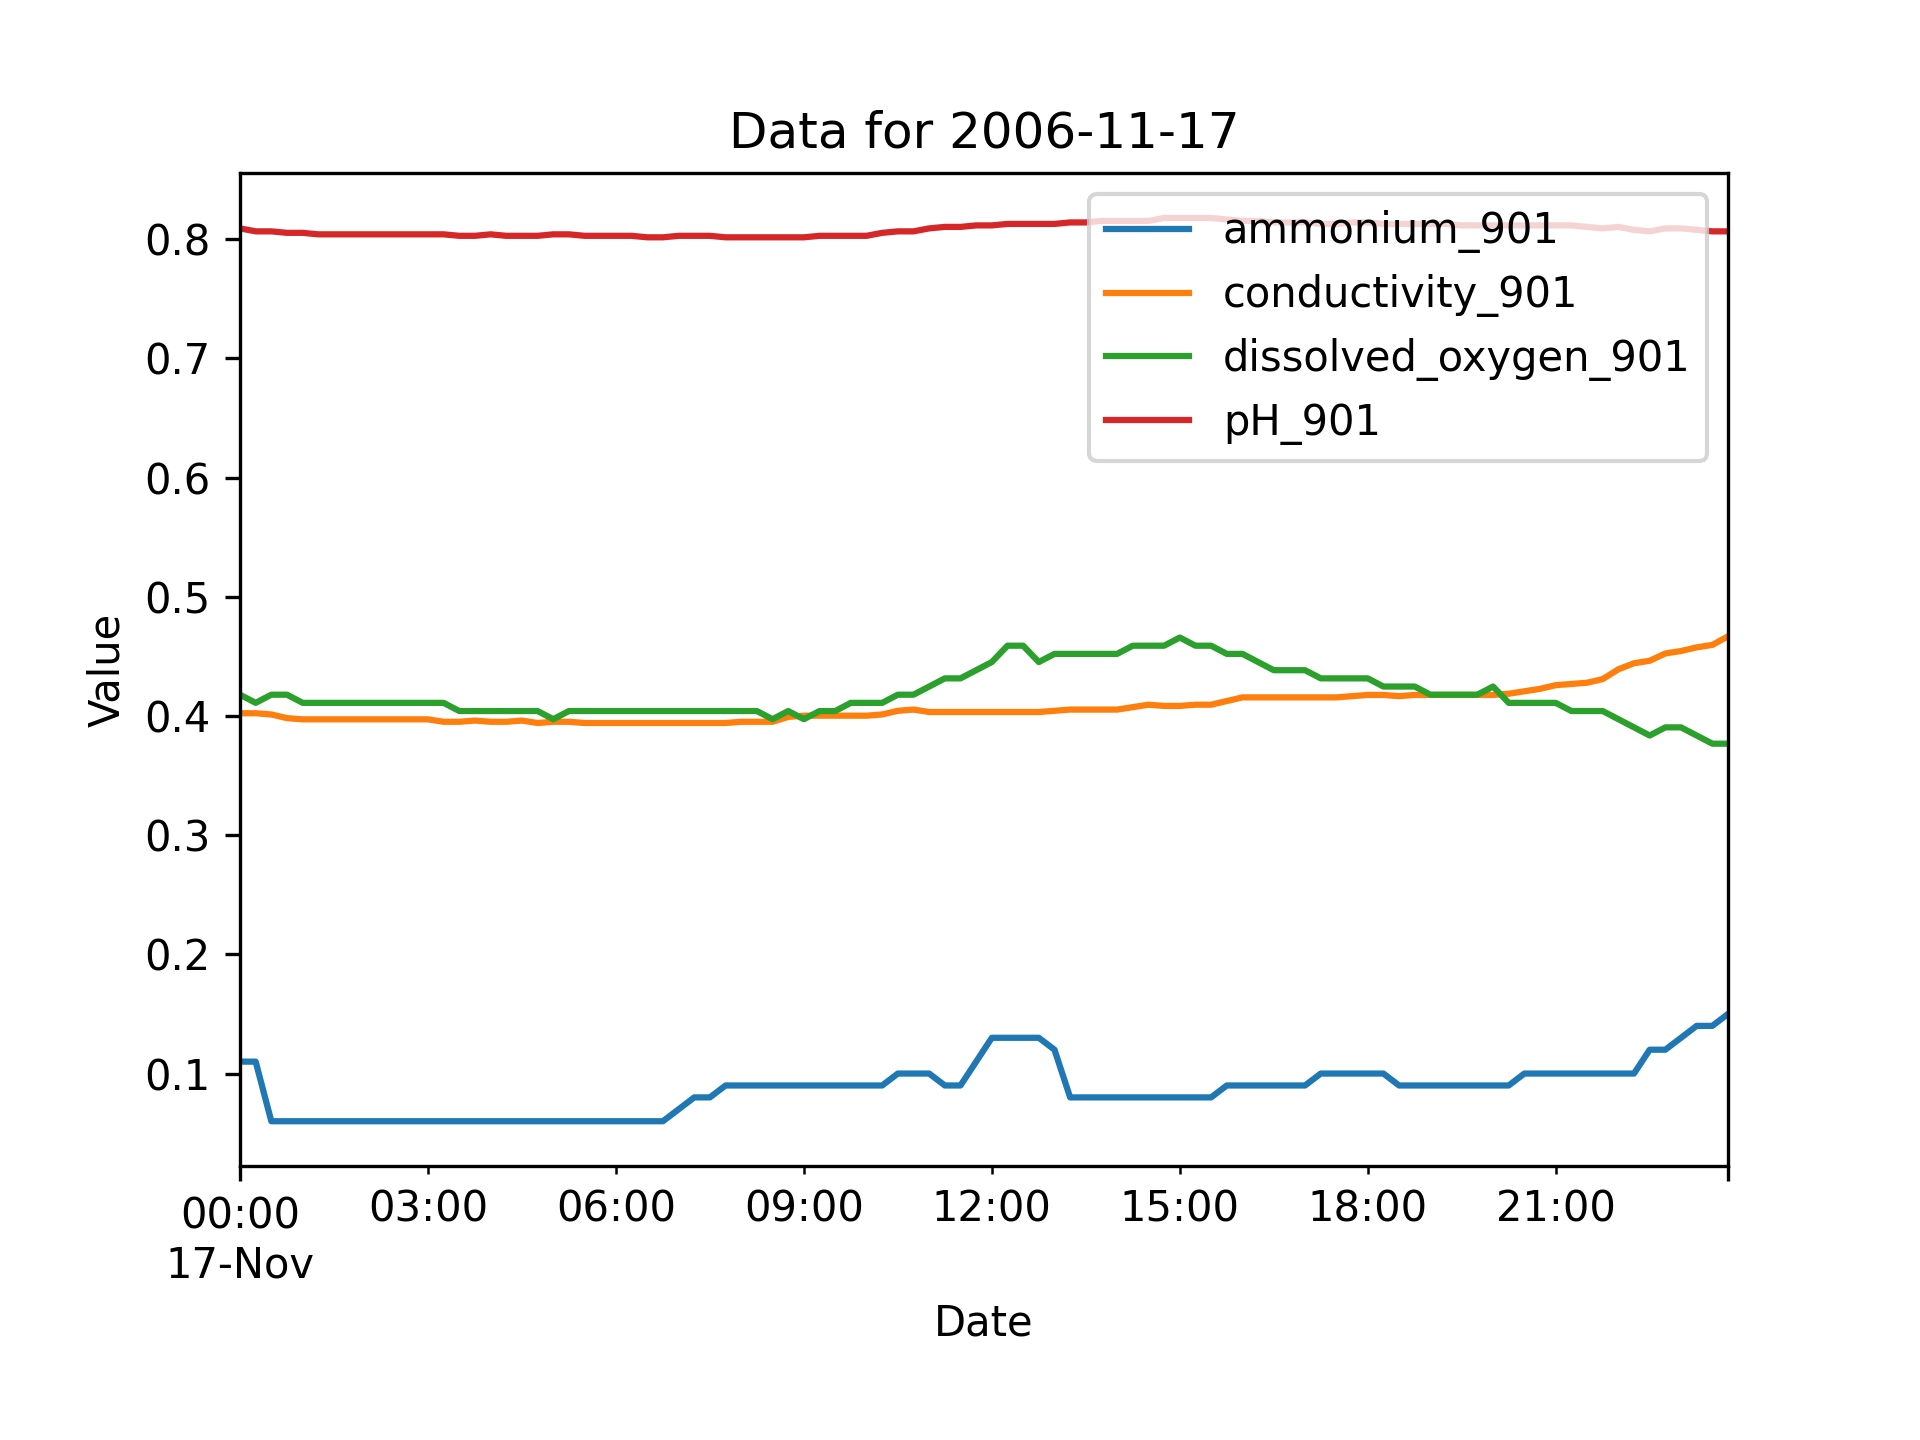 Data for 2006-11-17
ammonium_901
conductivity_901
dissolved_oxygen_901
pH_901
Value
0.8
0.7
0.6
0.5
0.4
0.3
0.2
0.1
00:00 03:00 06:00 09:00 12:00 15:00 18:00 21:00
17-Nov
Date